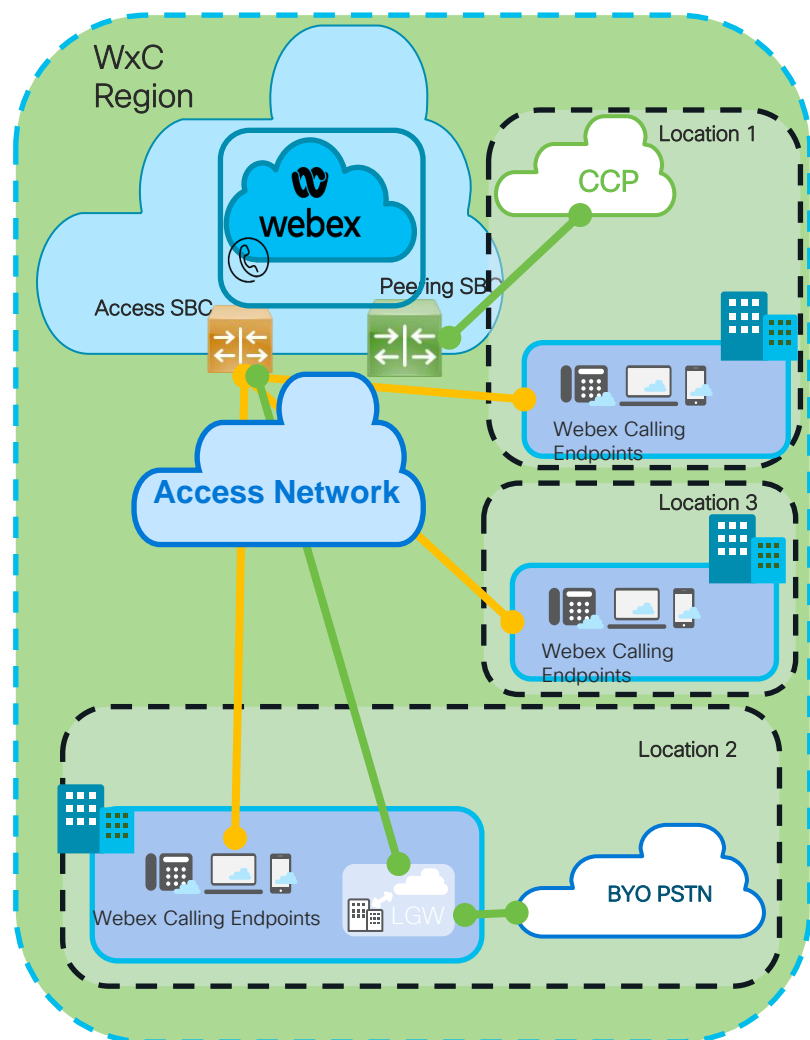 WxC
Region
Location 1
CCP
webex
Access SBC
Peering SBC
Webex Calling
Endpoints
Access Network
Location 3
Webex Calling
Endpoints
Location 2
Webex Calling Endpoints
LGW
BYO PSTN